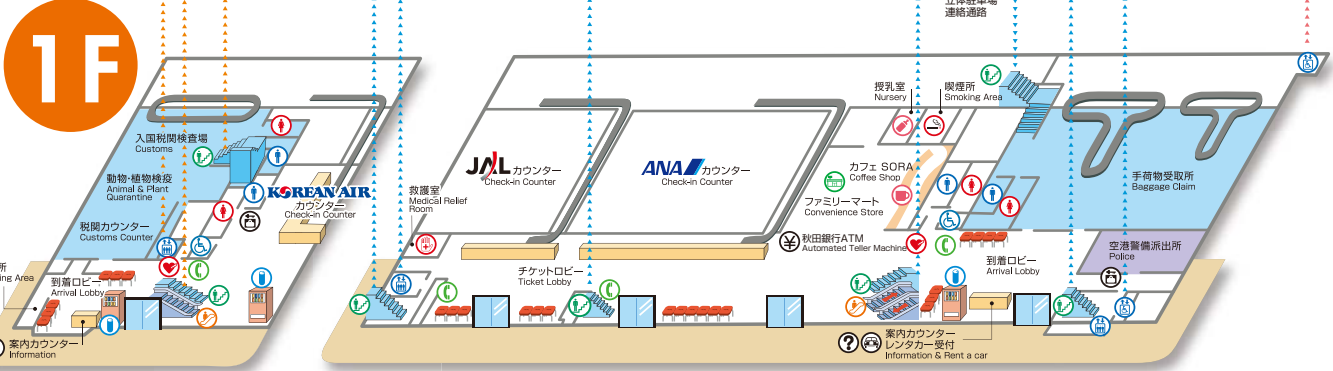 1F
立体駐車場
連絡通路
入国税関検査場
Customs
動物・植物検疫
Animal & Plant
Quarantine
税関カウンター
Customs Counter
KOREAN AIR
カウンター
Check-in Counter
所
ing Area
到着ロビー
Arrival Lobby
案内カウンター
Information
救護室
Medical Relief
Room
JAL カウンター
Check-in Counter
ANA カウンター
Check-in Counter
チケットロビー
Ticket Lobby
授乳室
Nursery
喫煙所
Smoking Area
カフェ SORA
Coffee Shop
ファミリーマート
Convenience Store
¥ 秋田銀行ATM
Automated Teller Machine
手荷物受取所
Baggage Claim
空港警備派出所
Police
到着ロビー
Arrival Lobby
? 案内カウンター
レンタカー受付
Information & Rent a car